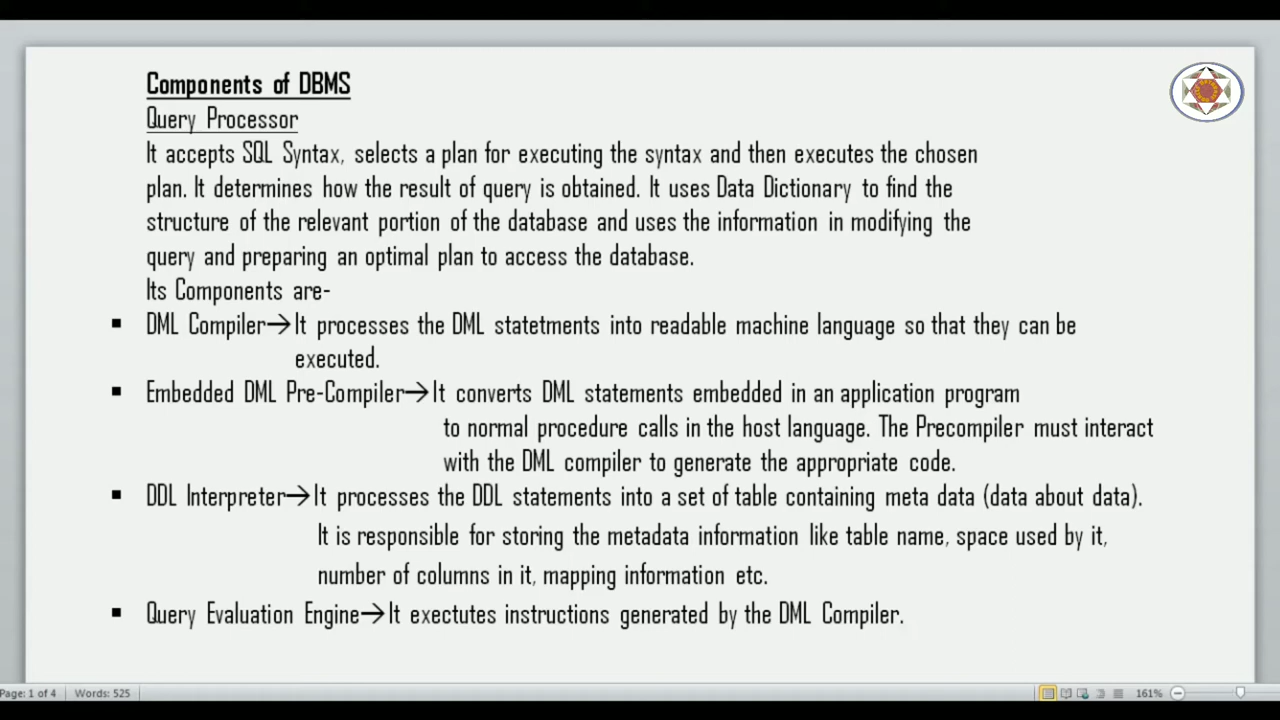 Components of DBMS
Query Processor
It accepts SQL Syntax, selects a plan for executing the syntax and then executes the chosen
plan. It determines how the result of query is obtained. It uses Data Dictionary to find the
structure of the relevant portion of the database and uses the information in modifying the
query and preparing an optimal plan to access the database.
Its Components are-
▪ DML Compiler→It processes the DML statetments into readable machine language so that they can be
executed.
▪ Embedded DML Pre-Compiler→It converts DML statements embedded in an application program
to normal procedure calls in the host language. The Precompiler must interact
with the DML compiler to generate the appropriate code.
▪ DDL Interpreter→It processes the DDL statements into a set of table containing meta data (data about data).
It is responsible for storing the metadata information like table name, space used by it,
number of columns in it, mapping information etc.
▪ Query Evaluation Engine→It exectutes instructions generated by the DML Compiler.
Page: 1 of 4 Words: 525 161%